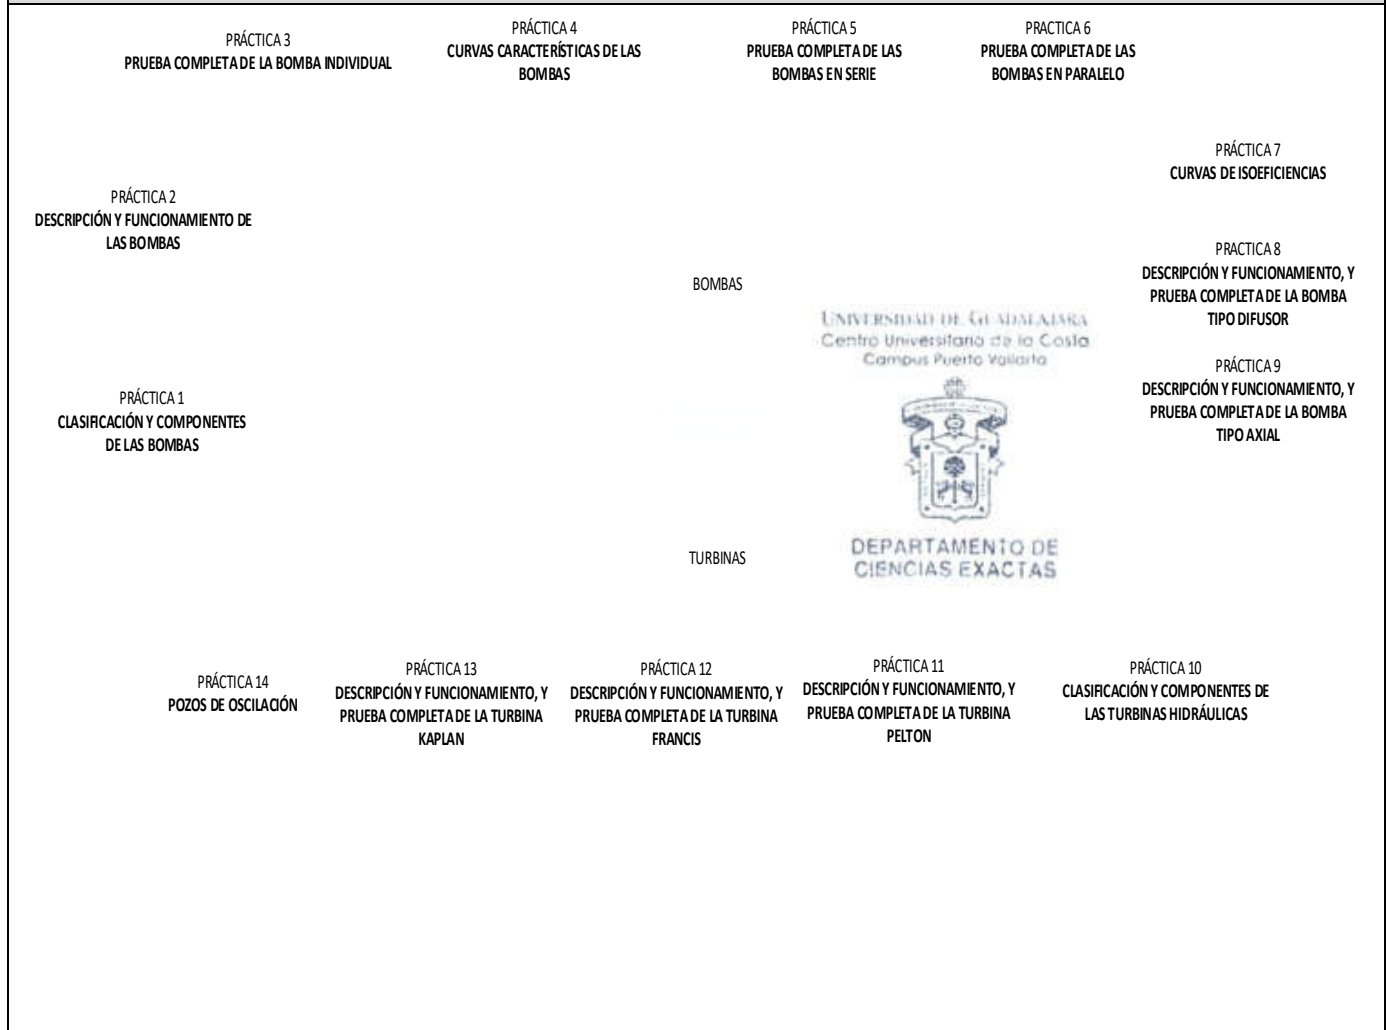 PRÁCTICA 3
PRUEBA COMPLETA DE LA BOMBA INDIVIDUAL
PRÁCTICA 4
CURVAS CARACTERÍSTICAS DE LAS
BOMBAS
PRÁCTICA 5
PRUEBA COMPLETA DE LAS
BOMBAS EN SERIE
PRACTICA 6
PRUEBA COMPLETA DE LAS
BOMBAS EN PARALELO
PRÁCTICA 7
CURVAS DE ISOEFICIENCIAS
PRÁCTICA 2
DESCRIPCIÓN Y FUNCIONAMIENTO DE
LAS BOMBAS
PRACTICA 8
DESCRIPCIÓN Y FUNCIONAMIENTO, Y
PRUEBA COMPLETA DE LA BOMBA
TIPO DIFUSOR
BOMBAS
UNIVERSIDAD DE GUADALAJARA
Centro Universitario de la Costa
Campus Puerto Vallarta
PRÁCTICA 9
DESCRIPCIÓN Y FUNCIONAMIENTO, Y
PRUEBA COMPLETA DE LA BOMBA
TIPO AXIAL
PRÁCTICA 1
CLASIFICACIÓN Y COMPONENTES
DE LAS BOMBAS
DEPARTAMENTO DE
CIENCIAS EXACTAS
TURBINAS
PRÁCTICA 14
POZOS DE OSCILACIÓN
PRÁCTICA 13
DESCRIPCIÓN Y FUNCIONAMIENTO, Y
PRUEBA COMPLETA DE LA TURBINA
KAPLAN
PRÁCTICA 12
DESCRIPCIÓN Y FUNCIONAMIENTO, Y
PRUEBA COMPLETA DE LA TURBINA
FRANCIS
PRÁCTICA 11
DESCRIPCIÓN Y FUNCIONAMIENTO, Y
PRUEBA COMPLETA DE LA TURBINA
PELTON
PRÁCTICA 10
CLASIFICACIÓN Y COMPONENTES DE
LAS TURBINAS HIDRÁULICAS